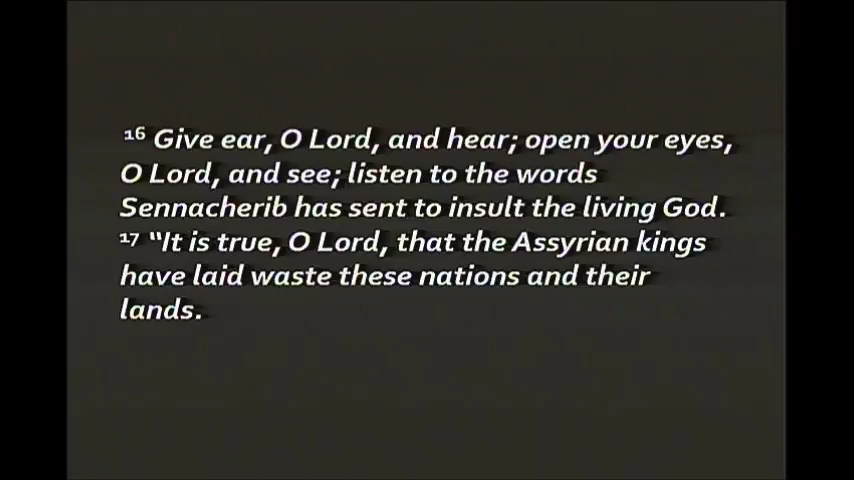 16 Give ear, O Lord, and hear; open your eyes,
O Lord, and see; listen to the words
Sennacherib has sent to insult the living God.
17 “It is true, O Lord, that the Assyrian kings
have laid waste these nations and their
lands.